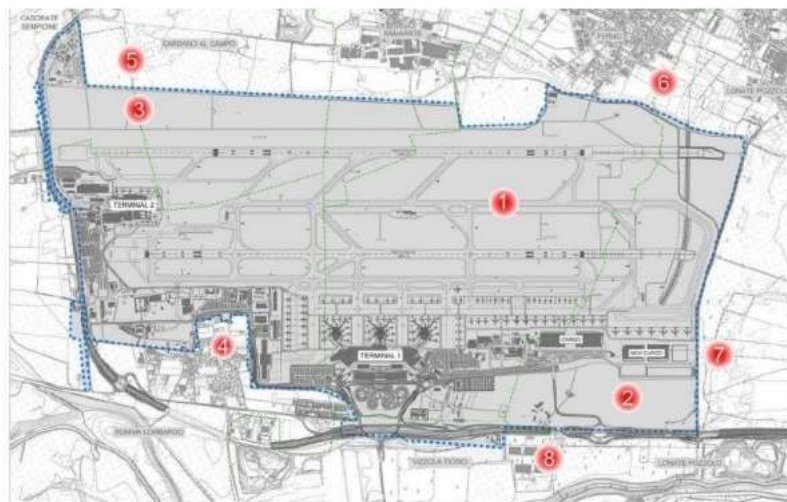 CASORATE
SEMPIONE
CARDANO AL CAMPO
SAMARATE
FERNO
LONATE POZZOLO
5
6
3
TERMINAL 2
1
CARGO
NEW CARGO
TERMINAL 1
4
7
2
SOMMA LOMBARDO
VIZZOLA TICINO
8
LONATE POZZOLO